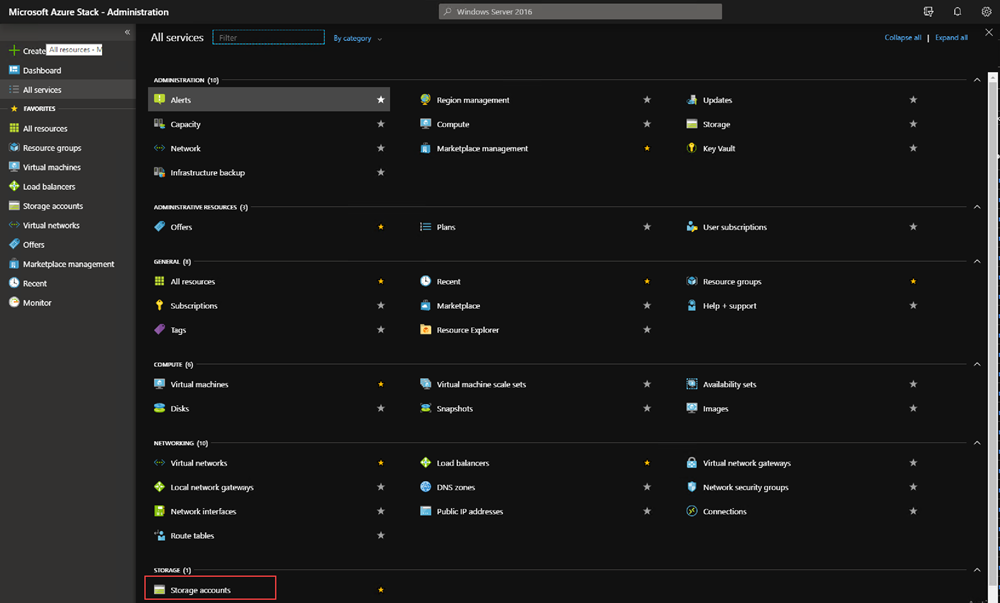 Microsoft Azure Stack - Administration
Windows Server 2016
«
All services
Filter
By category
Collapse all | Expand all
Create
All resources - M
Dashboard
All services
FAVORITES
All resources
Resource groups
Virtual machines
Load balancers
Storage accounts
Virtual networks
Offers
Marketplace management
Recent
Monitor
ADMINISTRATION (10)
Alerts
Region management
Updates
Capacity
Compute
Storage
Network
Marketplace management
Key Vault
Infrastructure backup
ADMINISTRATIVE RESOURCES (3)
Offers
Plans
User subscriptions
GENERAL (8)
All resources
Recent
Resource groups
Subscriptions
Marketplace
Help + support
Tags
Resource Explorer
COMPUTE (6)
Virtual machines
Virtual machine scale sets
Availability sets
Disks
Snapshots
Images
NETWORKING (10)
Virtual networks
Load balancers
Virtual network gateways
Local network gateways
DNS zones
Network security groups
Network interfaces
Public IP addresses
Connections
Route tables
STORAGE (1)
Storage accounts